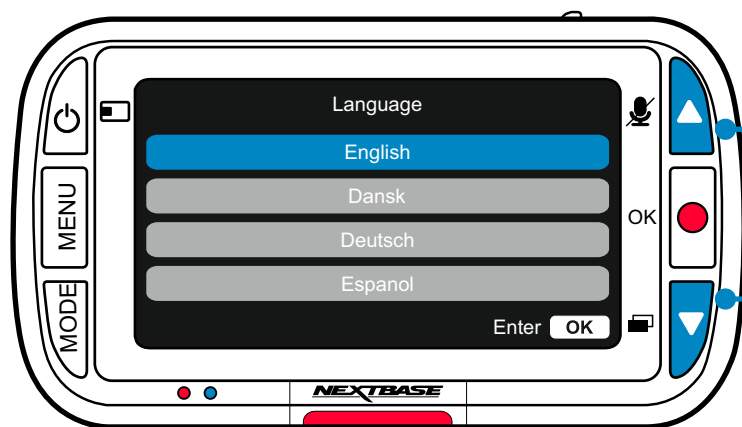 Language
English
Dansk
MENU
Deutsch
OK
Espanol
MODE
Enter OK
NEXTBASE